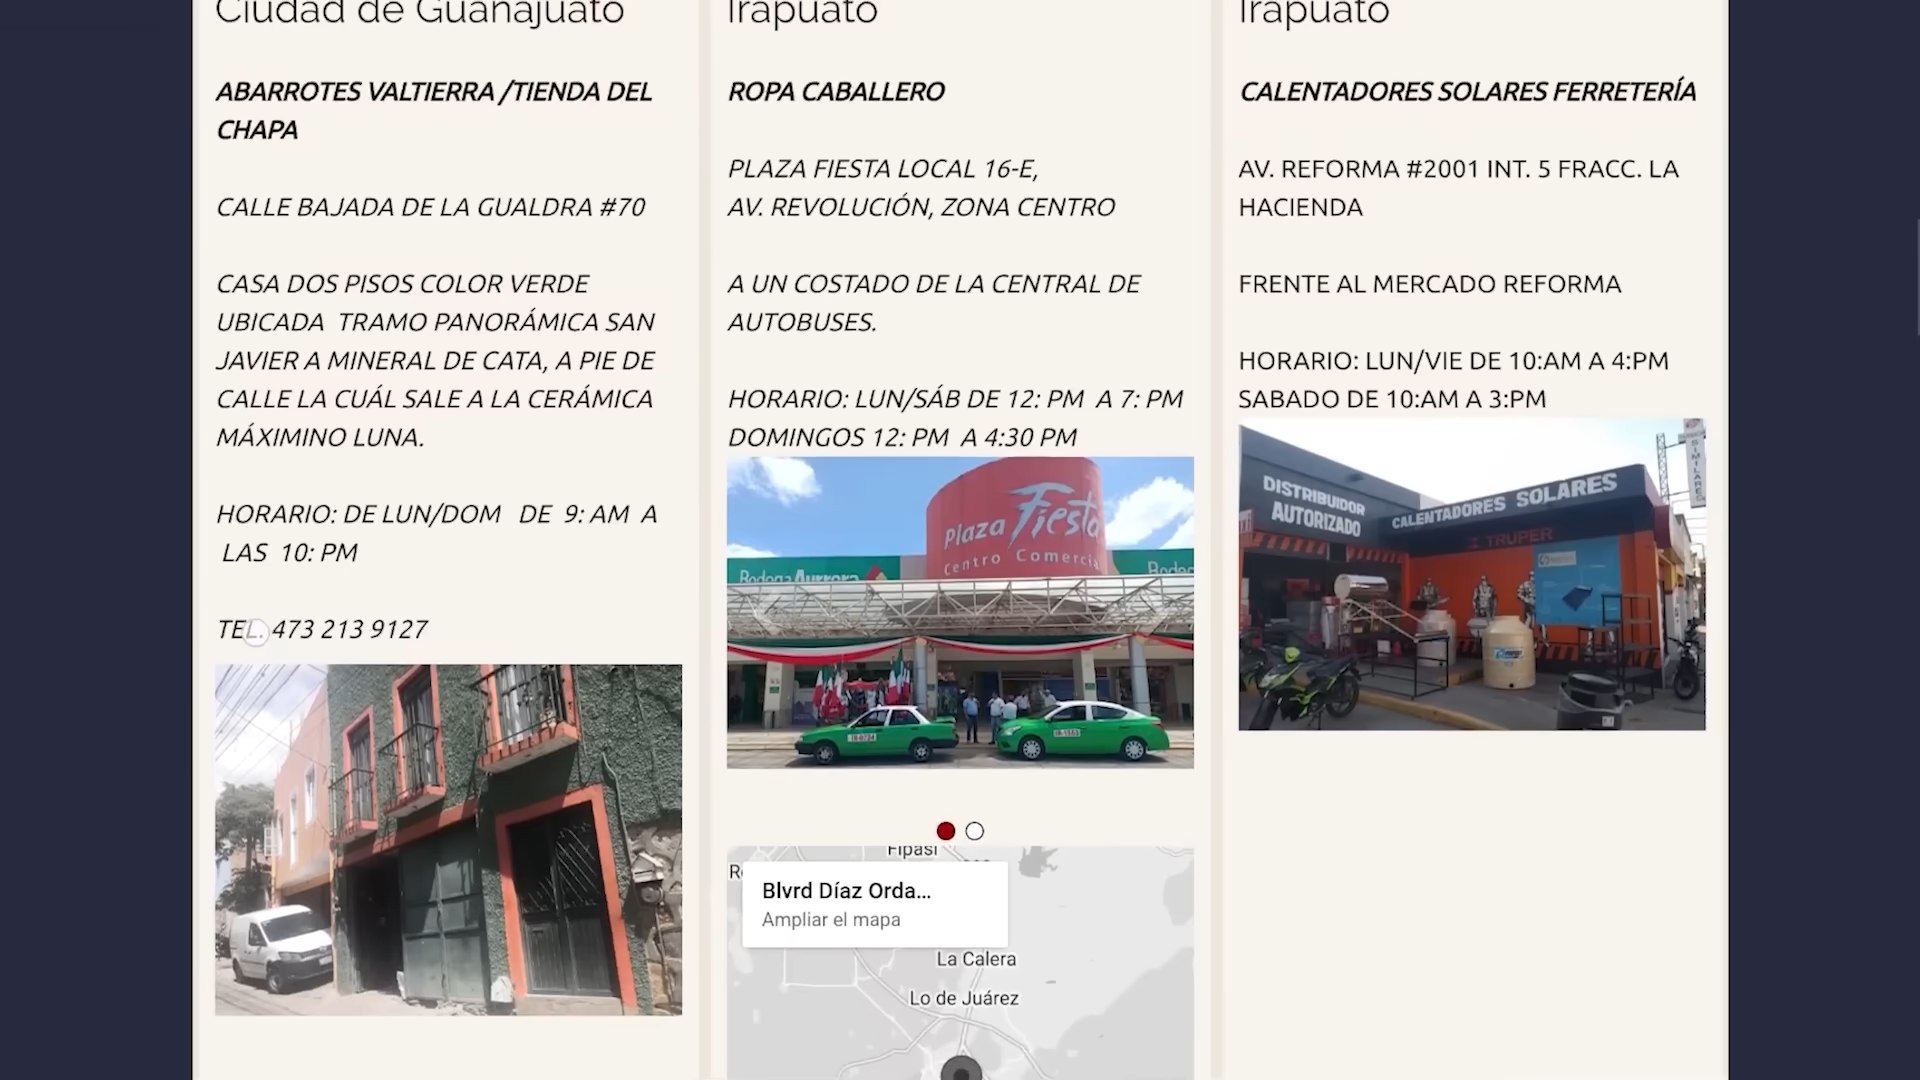 Ciudad de Guanajuato
ABARROTES VALTIERRA /TIENDA DEL
CHAPA
CALLE BAJADA DE LA GUALDRA #70
CASA DOS PISOS COLOR VERDE
UBICADA TRAMO PANORÁMICA SAN
JAVIER A MINERAL DE CATA, A PIE DE
CALLE LA CUÁL SALE A LA CERÁMICA
MÁXIMINO LUNA.
HORARIO: DE LUN/DOM DE 9: AM A
LAS 10: PM
TEL. 473 213 9127
Irapuato
ROPA CABALLERO
PLAZA FIESTA LOCAL 16-E,
AV. REVOLUCIÓN, ZONA CENTRO
A UN COSTADO DE LA CENTRAL DE
AUTOBUSES.
HORARIO: LUN/SÁB DE 12: PM A 7: PM
DOMINGOS 12: PM A 4:30 PM
Plaza Fiesta
Centro Comercia
Bodega Aurrera
Bodeg
Fipasi
Blvrd Díaz Orda...
Ampliar el mapa
La Calera
Lo de Juárez
Irapuato
CALENTADORES SOLARES FERRETERÍA
AV. REFORMA #2001 INT. 5 FRACC. LA
HACIENDA
FRENTE AL MERCADO REFORMA
HORARIO: LUN/VIE DE 10:AM A 4:PM
SABADO DE 10:AM A 3:PM
DISTRIBUIDOR
AUTORIZADO
CALENTADORES SOLARES
TRUPER
SIMILARES